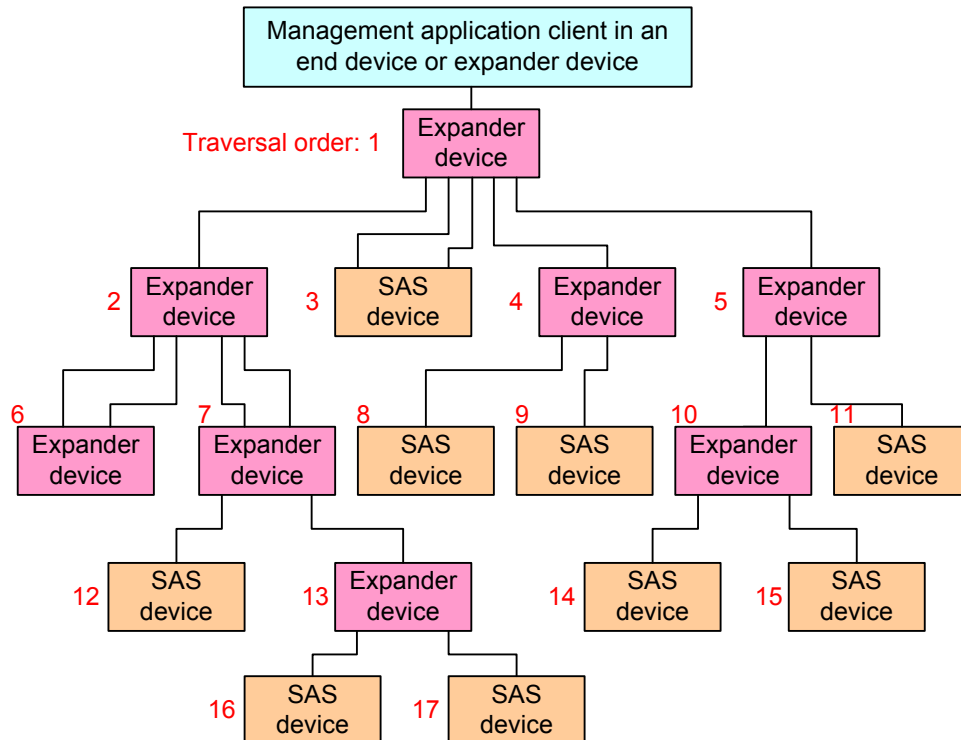 Management application client in an
end device or expander device
Traversal order: 1
Expander
device
2
Expander
device
3
SAS
device
4
Expander
device
5
Expander
device
6
Expander
device
7
Expander
device
8
SAS
device
9
SAS
device
10
Expander
device
11
SAS
device
12
SAS
device
13
Expander
device
14
SAS
device
15
SAS
device
16
SAS
device
17
SAS
device